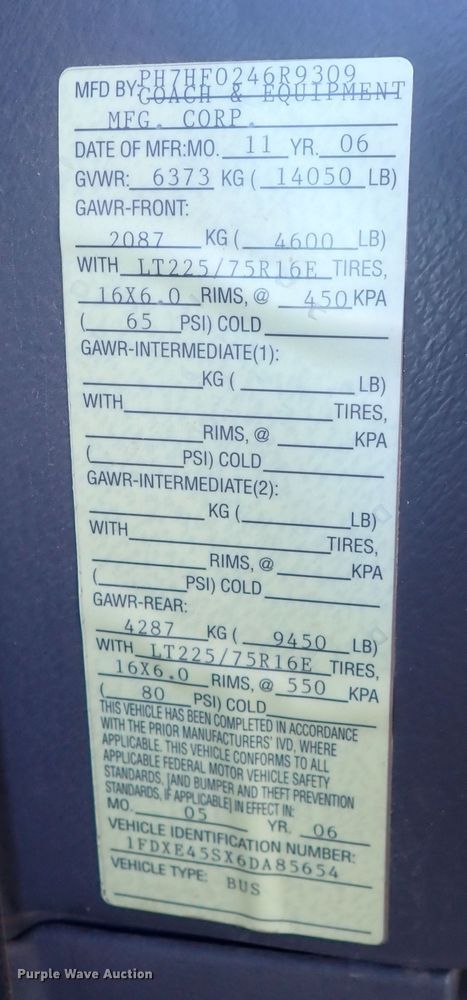 PH7HF0246R9309
MFD BY: COACH & EQUIPMENT
MFG. CORP.
DATE OF MFR:MO. 11 YR. 06
GVWR: 6373 KG ( 14050 LB)
GAWR-FRONT:
2087 KG ( 4600 LB)
WITH LT225/75R16E TIRES,
16X6.0 RIMS, @ 450 KPA
( 65 PSI) COLD
GAWR-INTERMEDIATE(1):
KG ( LB)
WITH TIRES,
RIMS, @ KPA
( PSI) COLD
GAWR-INTERMEDIATE(2):
KG ( LB)
WITH TIRES,
RIMS, @ KPA
( PSI) COLD
GAWR-REAR:
4287 KG ( 9450 LB)
WITH LT225/75R16E TIRES,
16X6.0 RIMS, @ 550 KPA
( 80 PSI) COLD
THIS VEHICLE HAS BEEN COMPLETED IN ACCORDANCE
WITH THE PRIOR MANUFACTURERS' IVD, WHERE
APPLICABLE. THIS VEHICLE CONFORMS TO ALL
APPLICABLE FEDERAL MOTOR VEHICLE SAFETY
STANDARDS, [AND BUMPER AND THEFT PREVENTION
STANDARDS, IF APPLICABLE] IN EFFECT IN:
MO. 05 YR. 06
VEHICLE IDENTIFICATION NUMBER:
1FDXE45SX6DA85654
VEHICLE TYPE: BUS
Purple Wave Auction